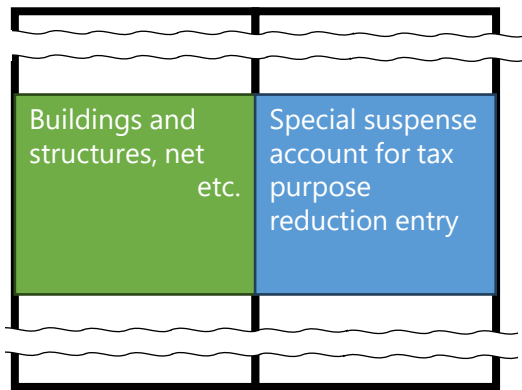 Buildings and
structures, net
etc.
Special suspense
account for tax
purpose
reduction entry